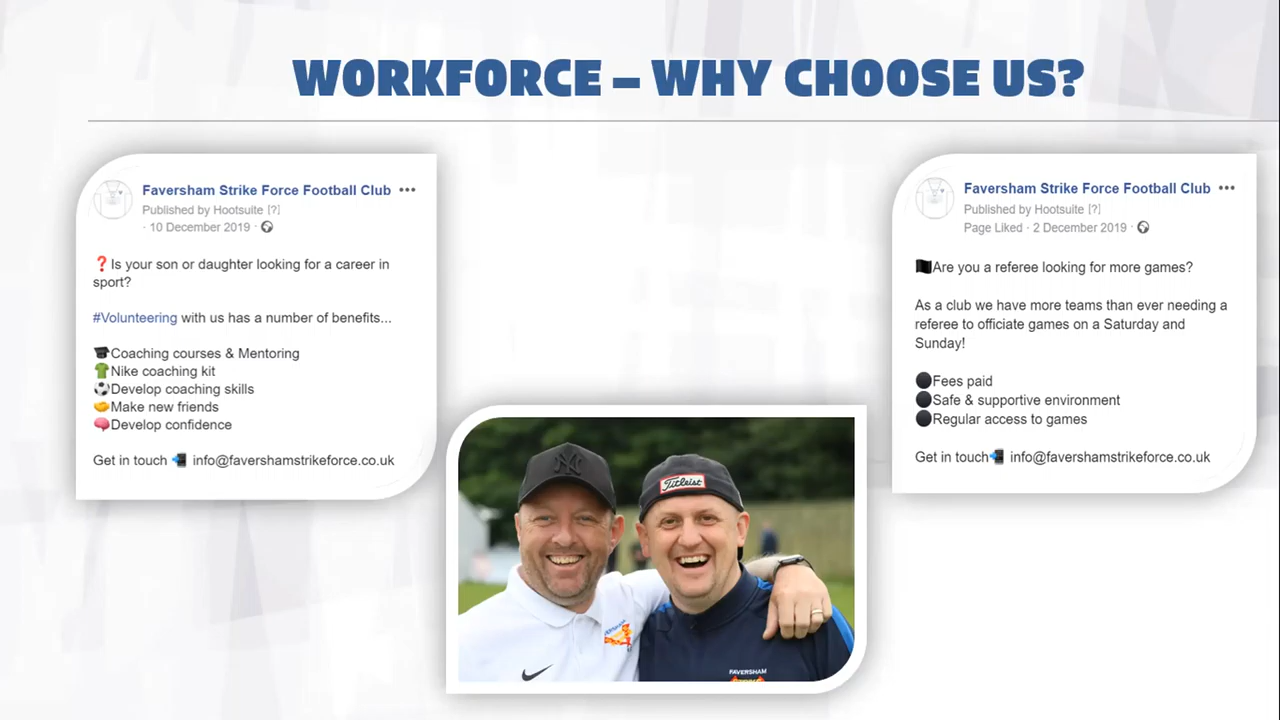 WORKFORCE – WHY CHOOSE US?
Faversham Strike Force Football Club
Published by Hootsuite [?]
· 10 December 2019 ·
❓Is your son or daughter looking for a career in
sport?
#Volunteering with us has a number of benefits...
🎓Coaching courses & Mentoring
👕Nike coaching kit
⚽Develop coaching skills
🤝Make new friends
🧠Develop confidence
Get in touch 📲 info@favershamstrikeforce.co.uk
Faversham Strike Force Football Club
Published by Hootsuite [?]
Page Liked · 2 December 2019 ·
🏴Are you a referee looking for more games?
As a club we have more teams than ever needing a
referee to officiate games on a Saturday and
Sunday!
⚫Fees paid
⚫Safe & supportive environment
⚫Regular access to games
Get in touch📲 info@favershamstrikeforce.co.uk
NY
Titleist
FAVERSHAM
FAVERSHAM